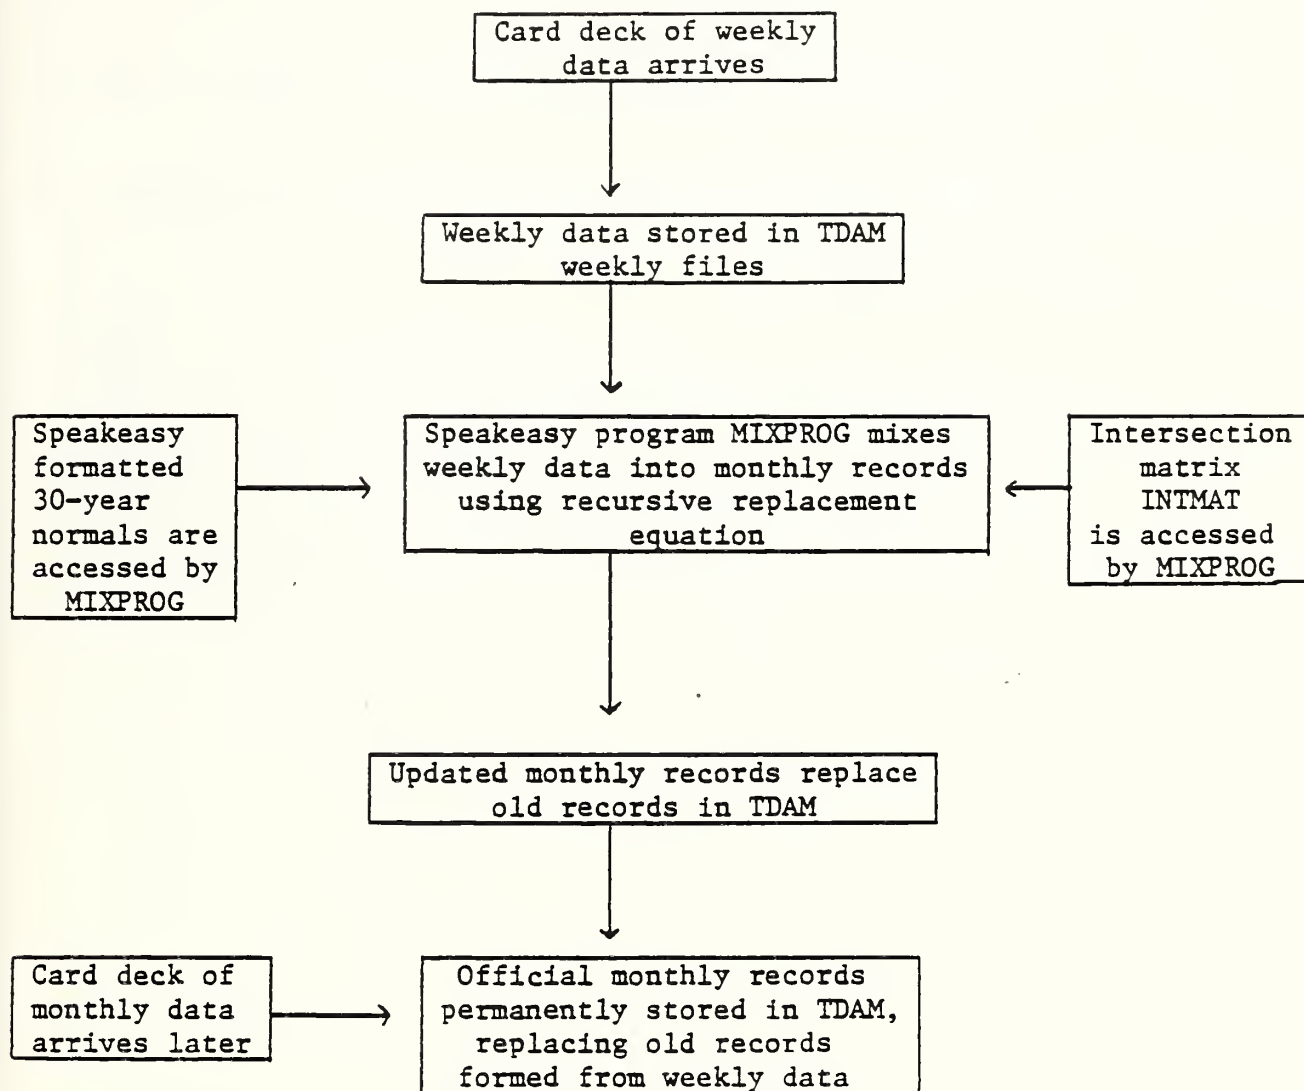 Card deck of weekly
data arrives
Weekly data stored in TDAM
weekly files
Speakeasy
formatted
30-year
normals are
accessed by
MIXPROG
Speakeasy program MIXPROG mixes
weekly data into monthly records
using recursive replacement
equation
Intersection
matrix
INTMAT
is accessed
by MIXPROG
Updated monthly records replace
old records in TDAM
Card deck of
monthly data
arrives later
Official monthly records
permanently stored in TDAM,
replacing old records
formed from weekly data